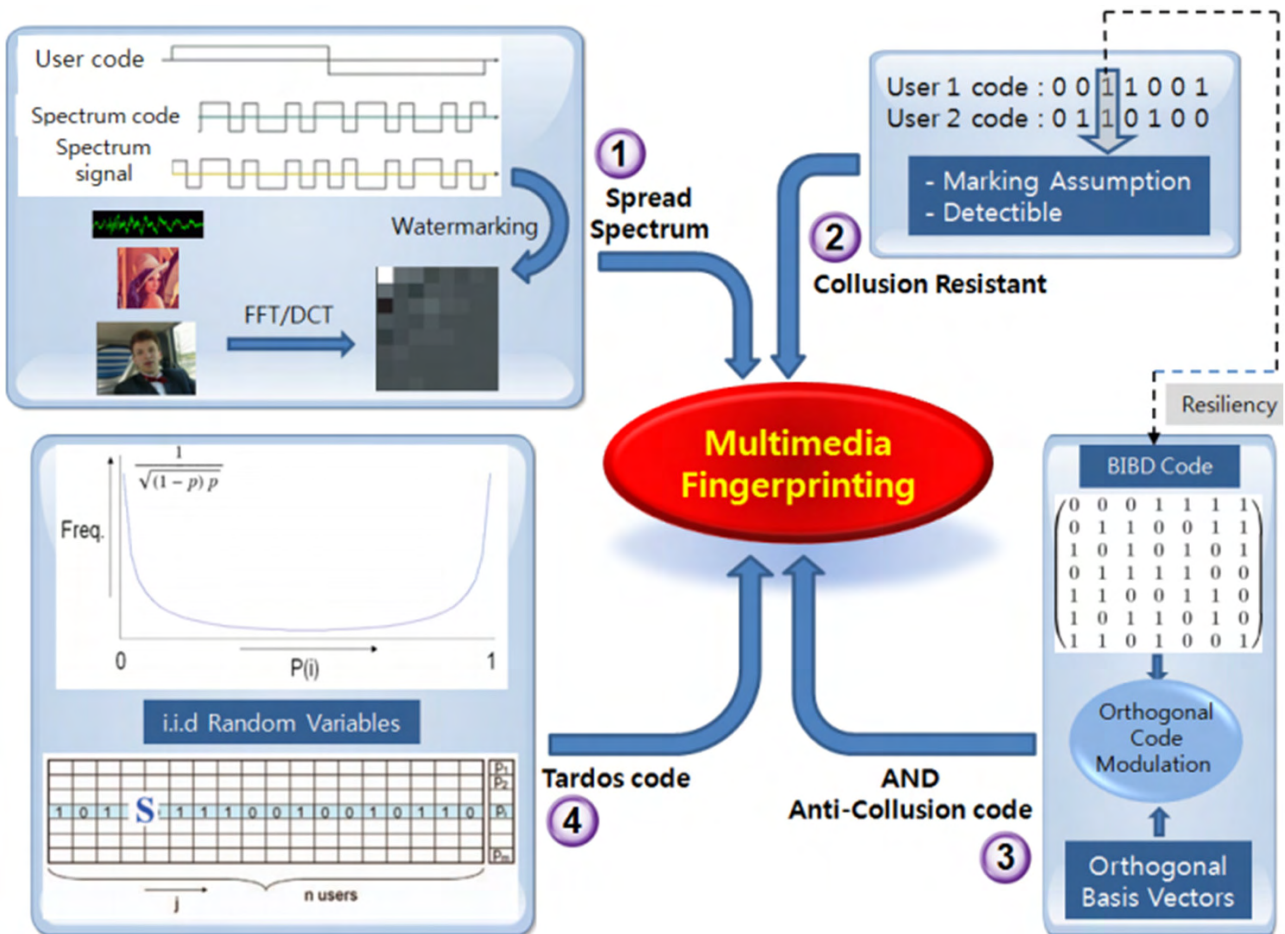 User code
Spectrum code
Spectrum
signal
Watermarking
FFT/DCT
1
Spread
Spectrum
User 1 code : 0 0 1 1 1 0 0 1
User 2 code : 0 1 1 1 0 1 0 0
- Marking Assumption
- Detectible
2
Collusion Resistant
Resiliency
Multimedia
Fingerprinting
BIBD Code
0 0 0 1 1 1 1
0 1 1 0 0 1 1
1 0 1 0 1 0 1
0 1 1 1 1 0 0
1 1 0 0 1 1 0
1 0 1 1 0 1 0
1 1 0 1 0 0 1
Orthogonal
Code
Modulation
Orthogonal
Basis Vectors
AND
Anti-Collusion code
3
Tardos code
4
1
√(1 − p) p
Freq.
0
P(i)
1
i.i.d Random Variables
p₁
p₂
1 0 1 S 1 1 1 0 0 1 0 0 1 0 1 1 0 pᵢ
pₘ
j
n users